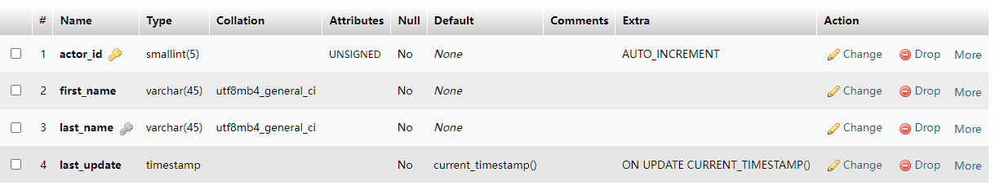 # Name Type Collation Attributes Null Default Comments Extra Action
1 actor_id smallint(5) UNSIGNED No None AUTO_INCREMENT Change Drop More
2 first_name varchar(45) utf8mb4_general_ci No None Change Drop More
3 last_name varchar(45) utf8mb4_general_ci No None Change Drop More
4 last_update timestamp No current_timestamp() ON UPDATE CURRENT_TIMESTAMP() Change Drop More